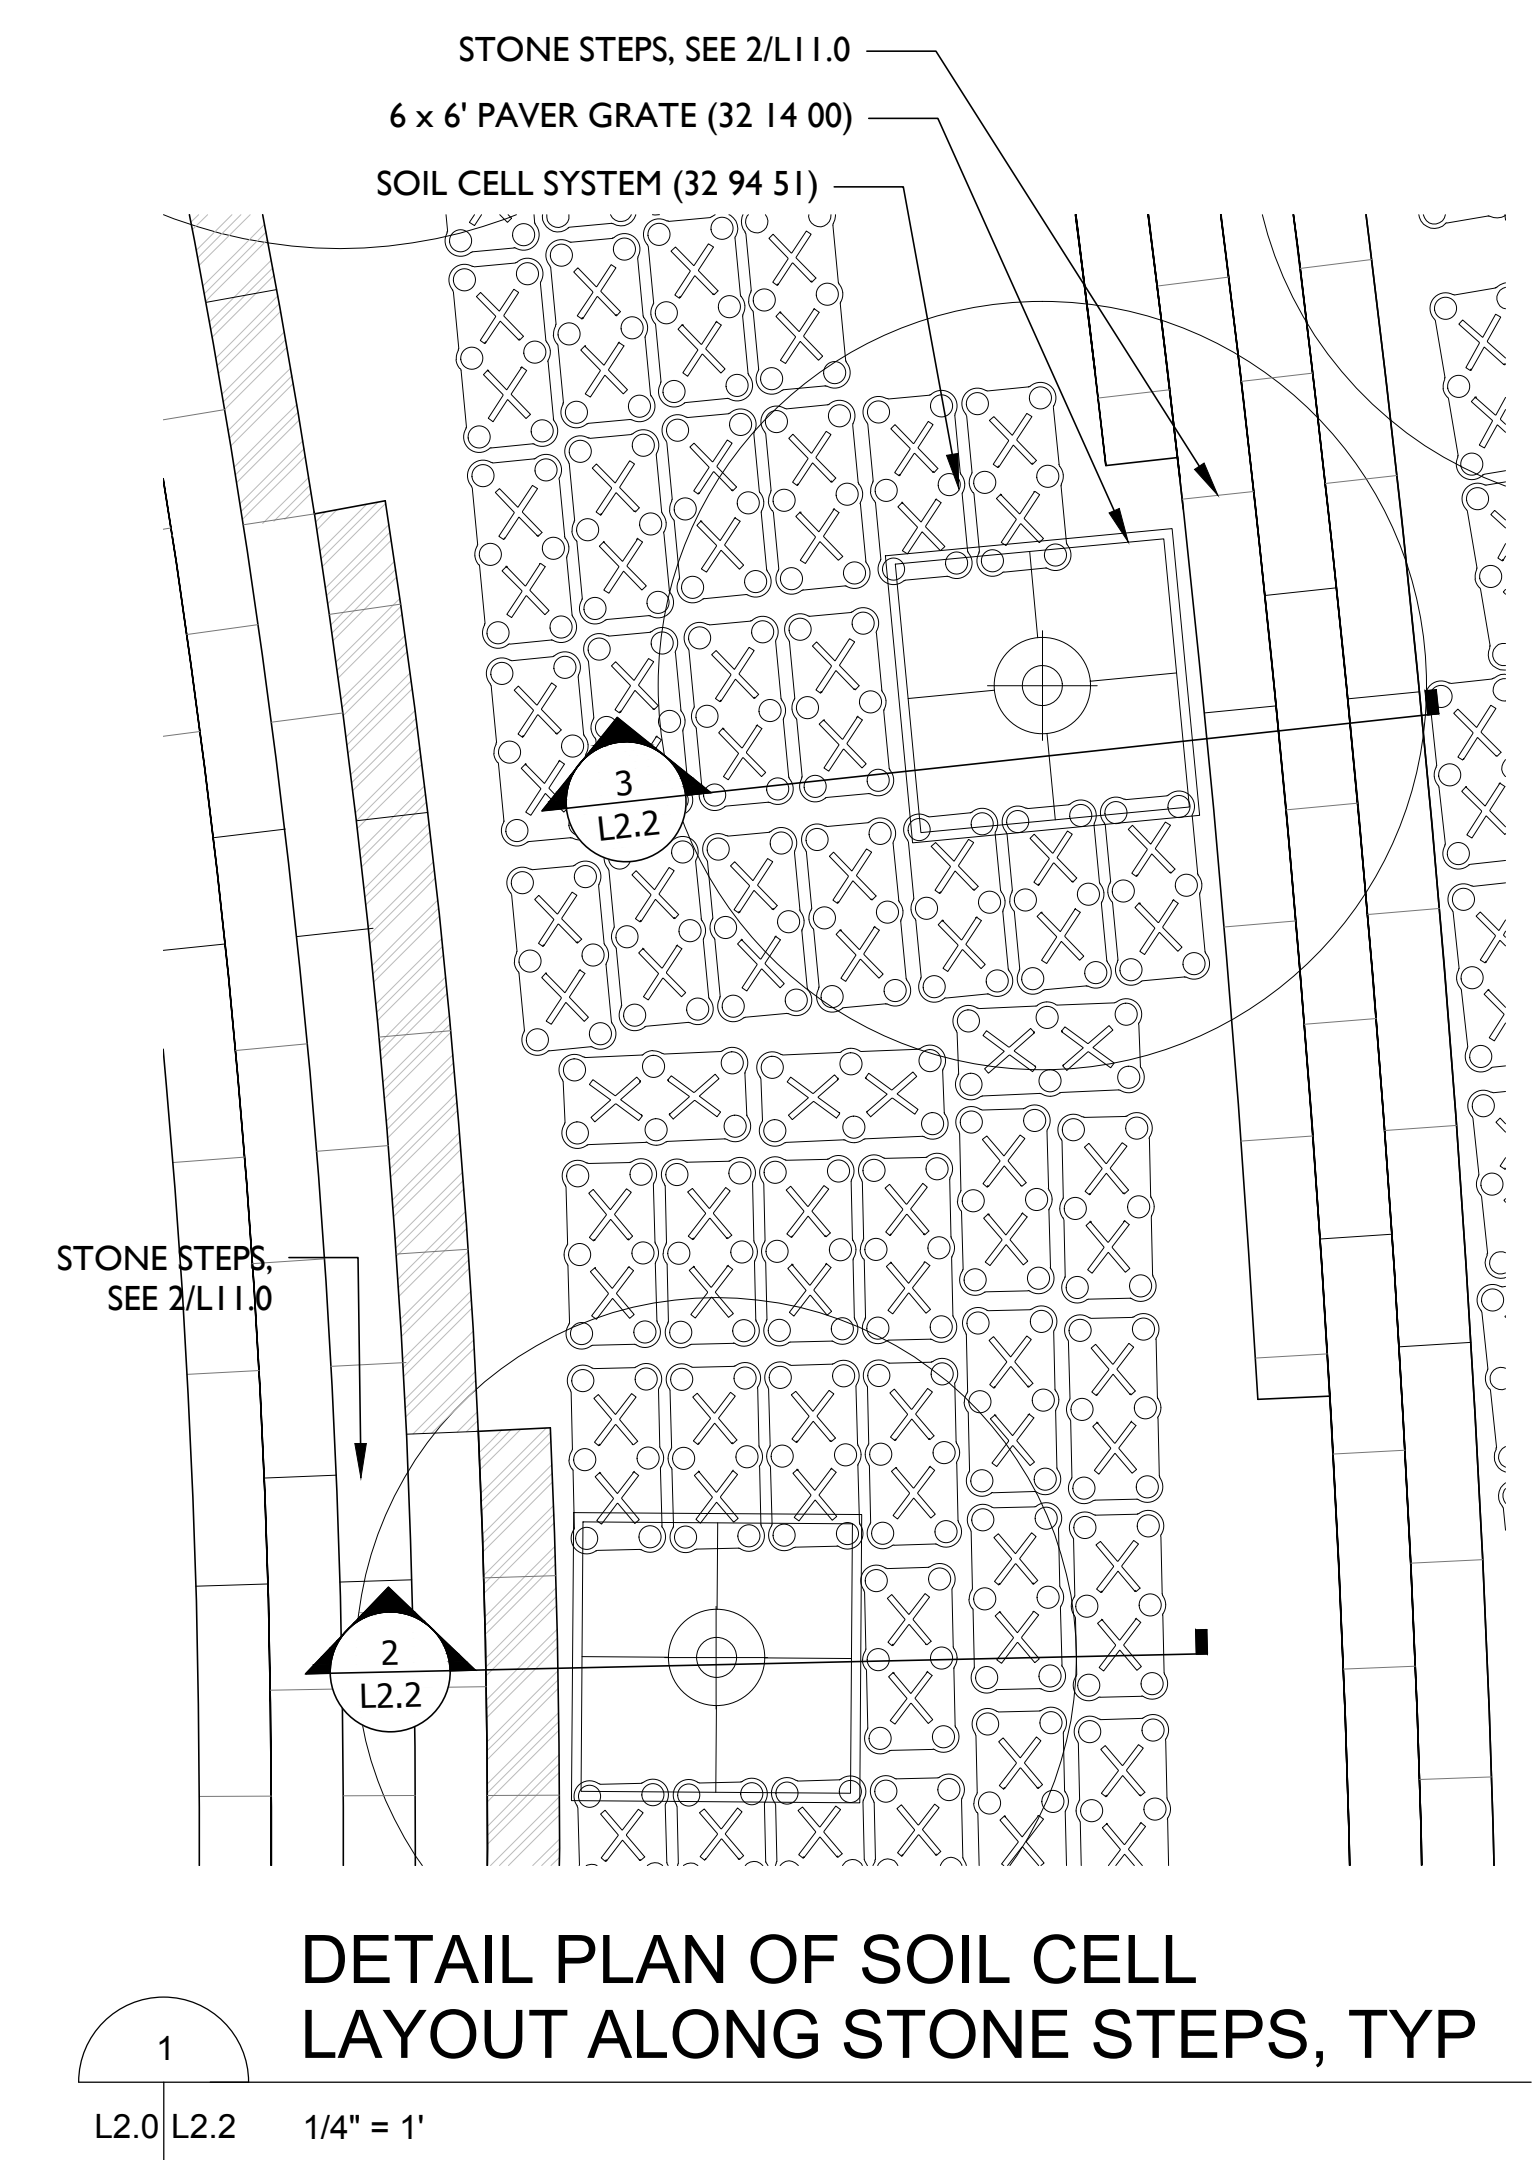 STONE STEPS, SEE 2/L11.0
6 x 6' PAVER GRATE (32 14 00)
SOIL CELL SYSTEM (32 94 51)
3
L2.2
STONE STEPS,
SEE 2/L11.0
2
L2.2
DETAIL PLAN OF SOIL CELL
LAYOUT ALONG STONE STEPS, TYP
1
L2.0 L2.2
1/4" = 1'